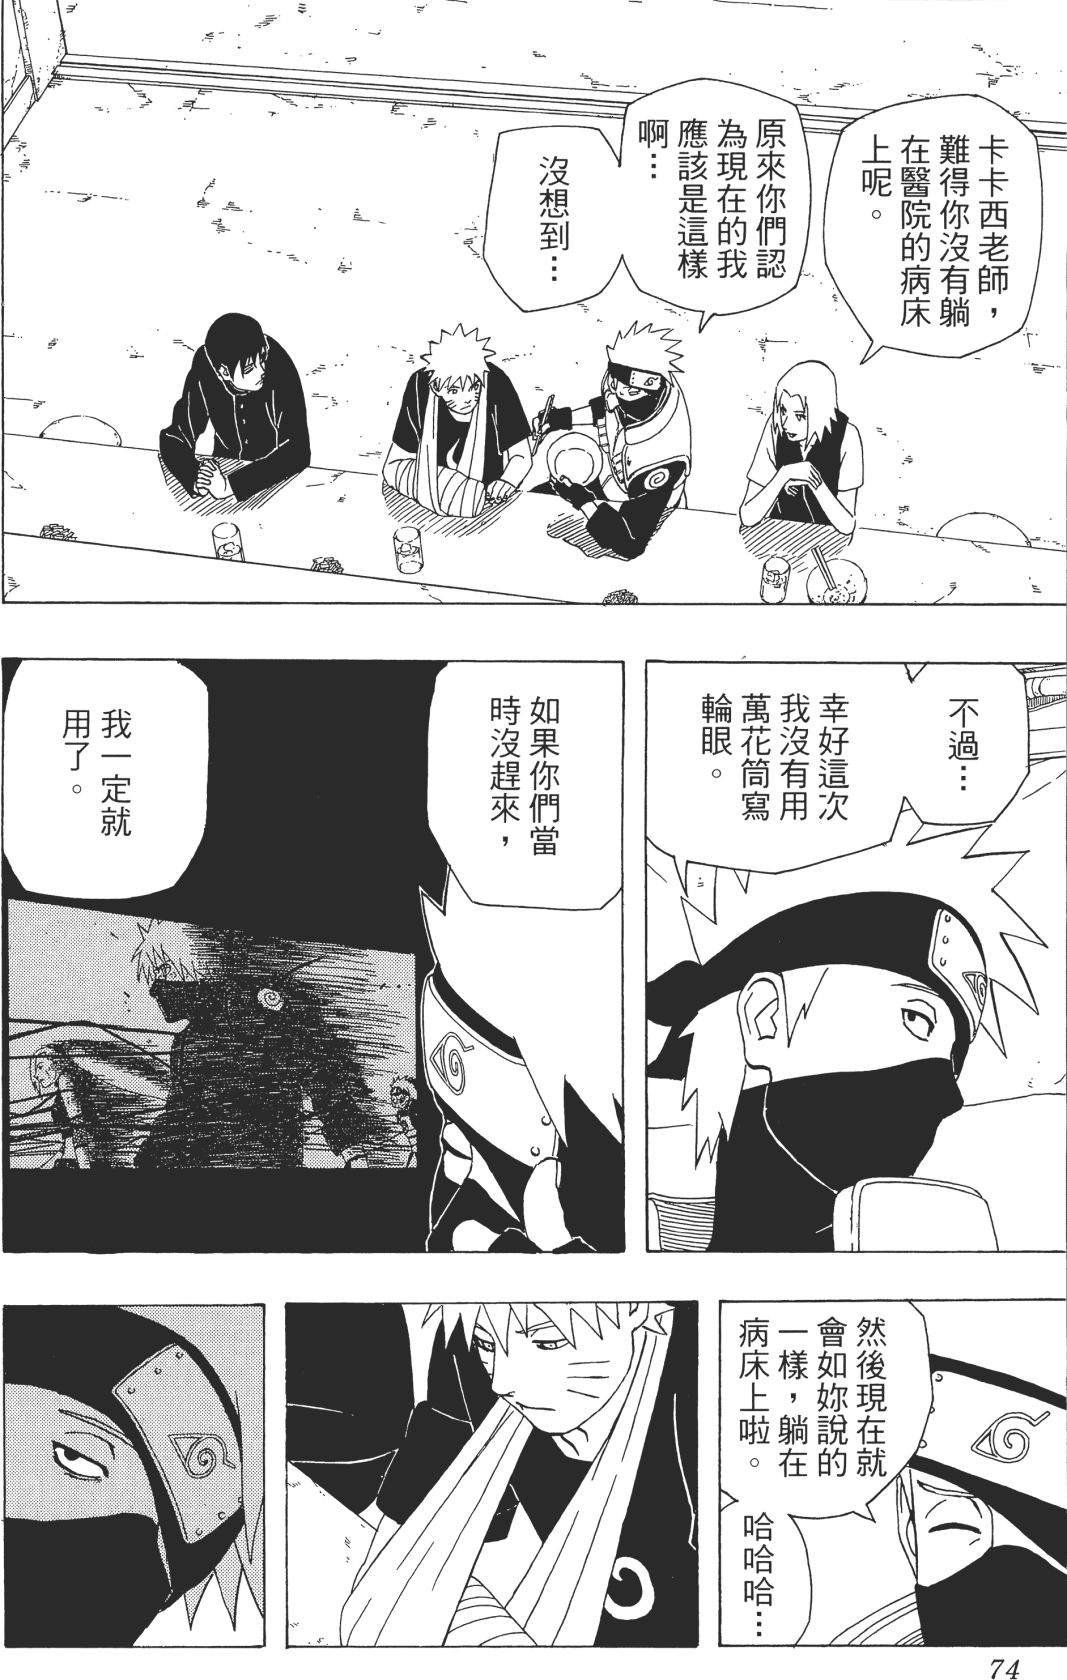 卡卡西老師，
難得你沒有躺
在醫院的病床
上呢。
原來你們認
為現在的我
應該是這樣
啊…
沒想到…
不過…
幸好這次
我沒有用
萬花筒寫
輪眼。
如果你們當
時沒趕來，
我一定就
用了。
然後現在就
會如妳說的
一樣，躺在
病床上啦。
哈哈哈…
74